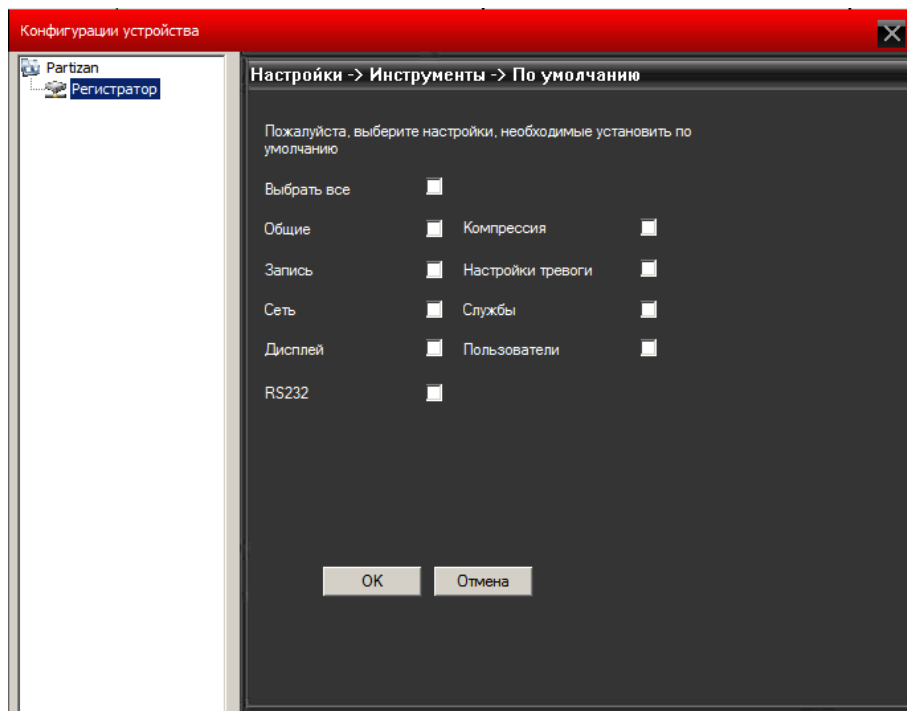 Конфигурации устройства
Partizan
Регистратор
Настройки -> Инструменты -> По умолчанию
Пожалуйста, выберите настройки, необходимые установить по
умолчанию
Выбрать все
Общие Компрессия
Запись Настройки тревоги
Сеть Службы
Дисплей Пользователи
RS232
OK Отмена